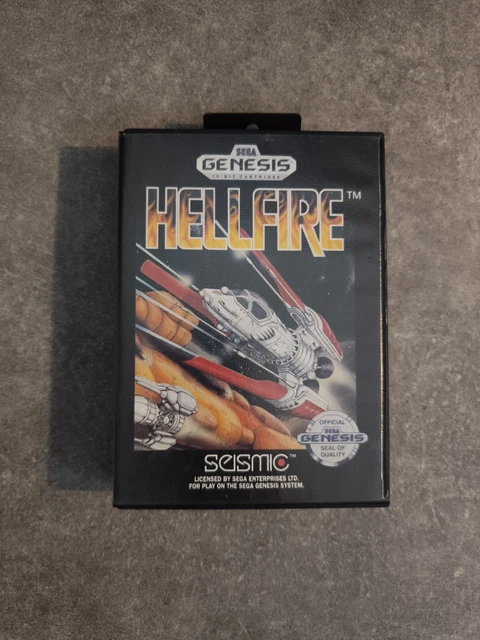 SEGA
GENESIS
16-BIT CARTRIDGE
HELLFIRE™
OFFICIAL
SEGA
GENESIS
SEAL OF
QUALITY
SEISMIC™
LICENSED BY SEGA ENTERPRISES LTD.
FOR PLAY ON THE SEGA GENESIS SYSTEM.